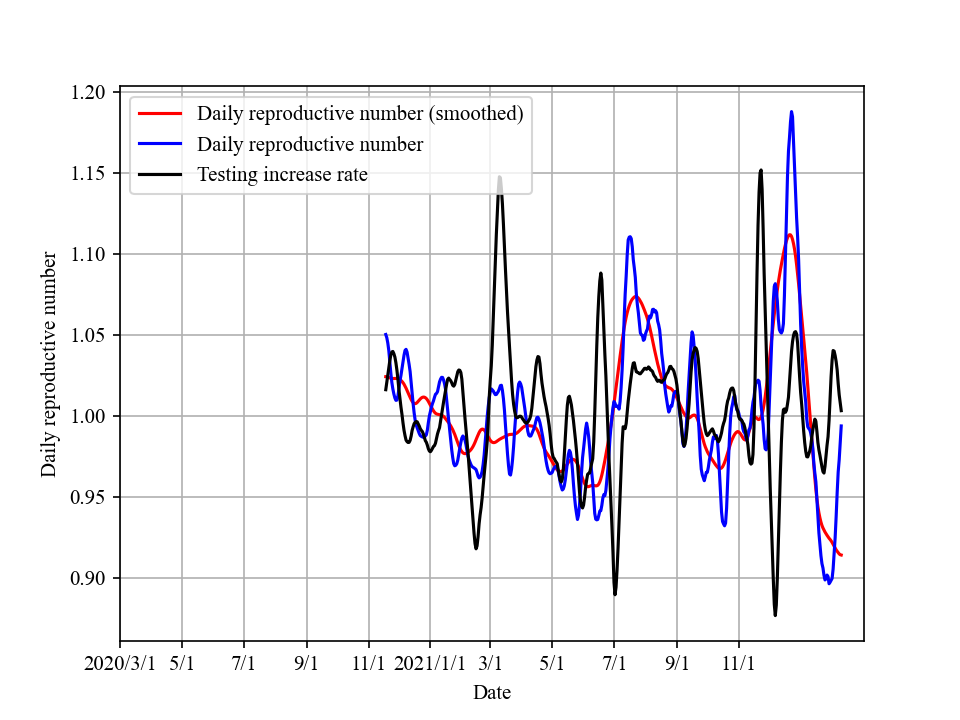 Daily reproductive number (smoothed)
Daily reproductive number
Testing increase rate
Daily reproductive number
1.20
1.15
1.10
1.05
1.00
0.95
0.90
2020/3/1 5/1 7/1 9/1 11/1 2021/1/1 3/1 5/1 7/1 9/1 11/1
Date